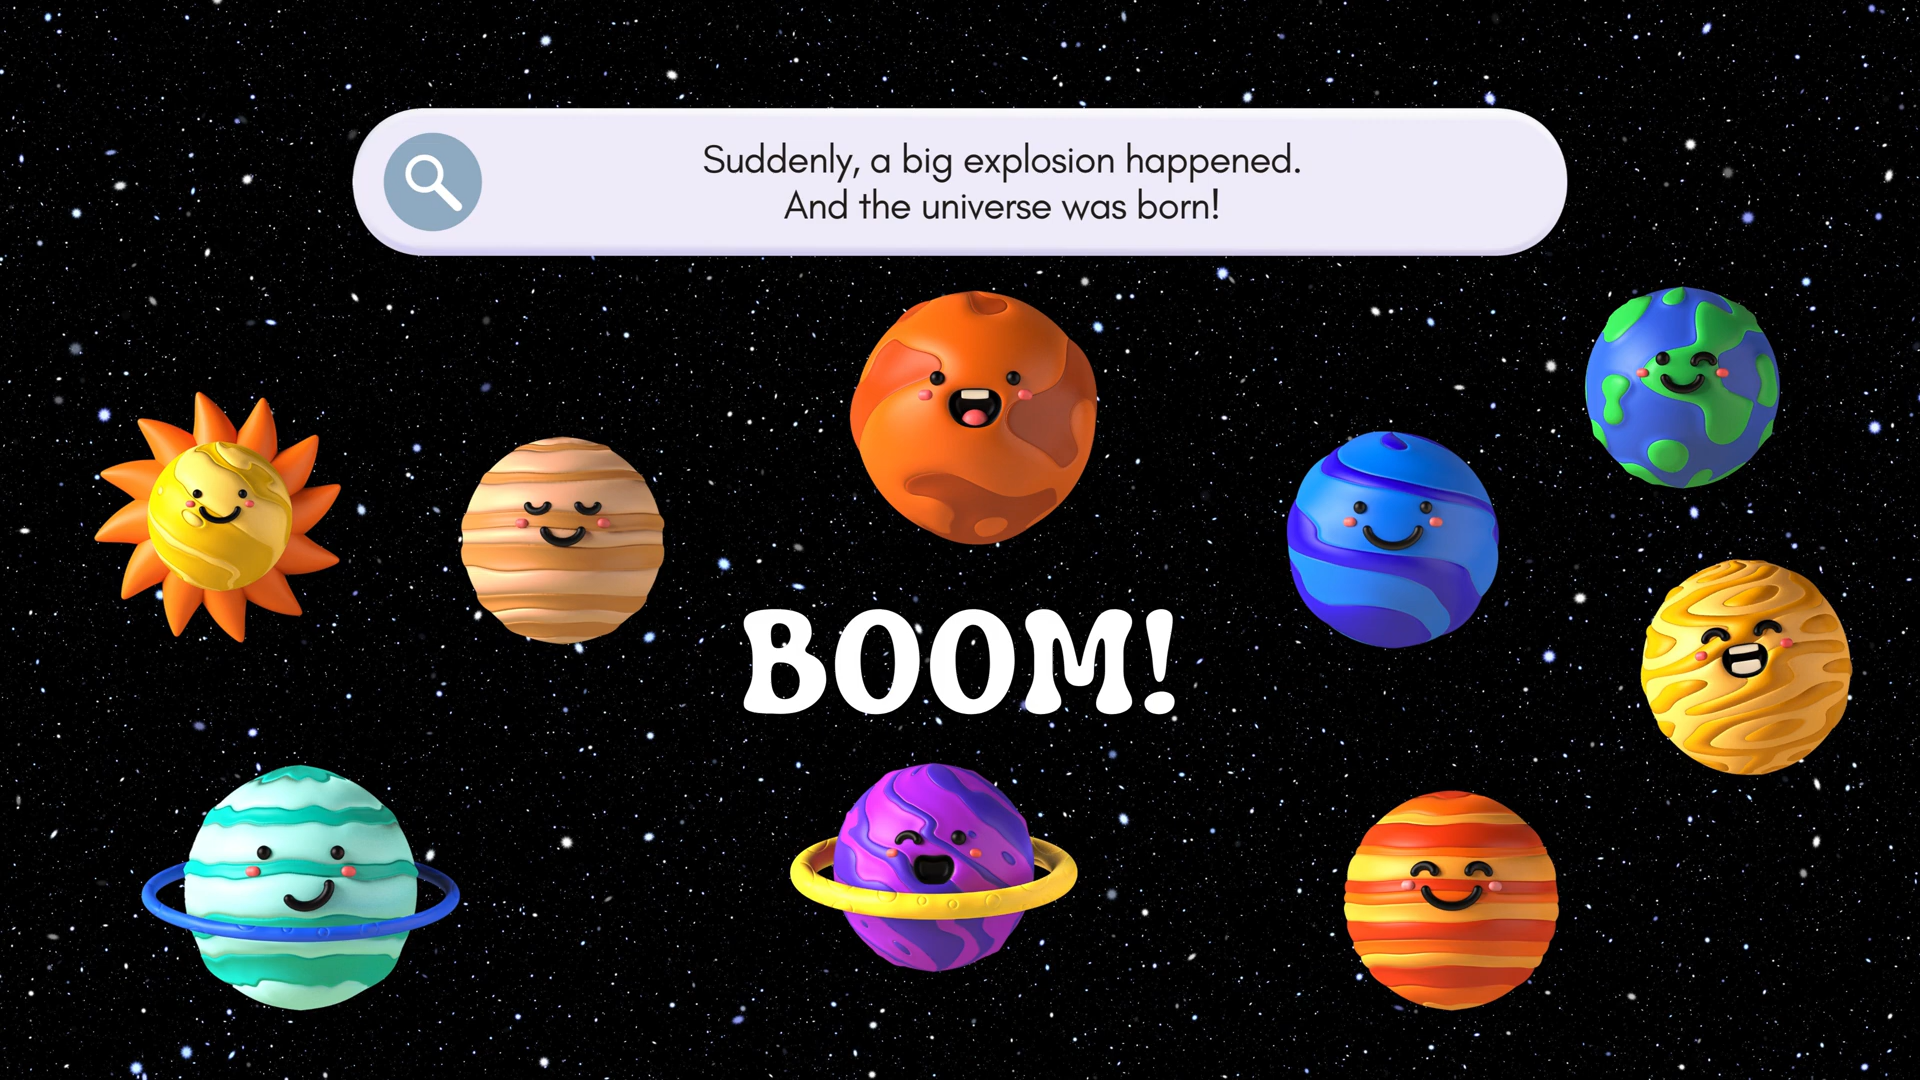 Suddenly, a big explosion happened.
And the universe was born!
BOOM!